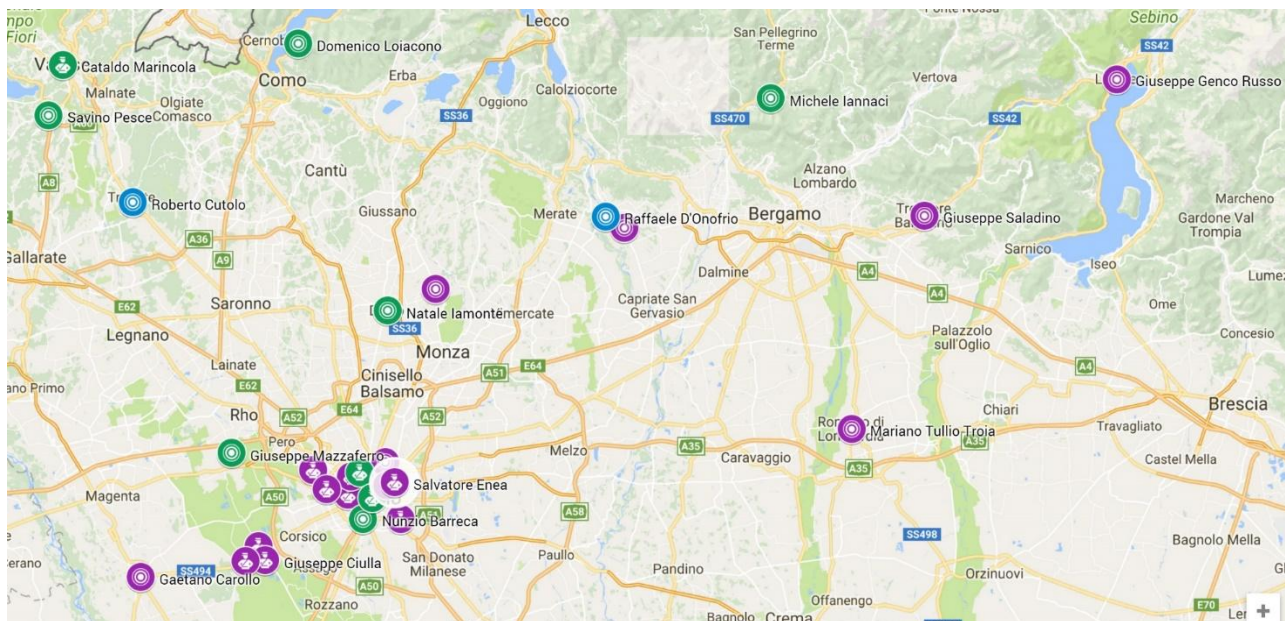 Lecco
Sebino
San Pellegrino
Terme
SS42
Domenico Loiacono
Cataldo Marincola
Como
Erba
Malnate
Calolziocorte
Vertova
Giuseppe Genco Russo
Oggiono
Michele Iannaci
Olgiate
Comasco
Savino Pesce
SS36
SS470
SS42
Cantù
Alzano
Lombardo
A8
Marcheno
Roberto Cutolo
Giussano
Merate
Raffaele D'Onofrio
Bergamo
Giuseppe Saladino
Gardone Val
Trompia
A36
Sarnico
Gallarate
A9
Iseo
Dalmine
A4
A4
E62
Saronno
Capriate San
Gervasio
Ome
Natale Iamonte
Legnano
SS36
Palazzolo
sull'Oglio
Concesio
Monza
Lainate
A51
E64
A4
Cinisello
Balsamo
E62
E64
A52
A52
Rho
Chiari
Brescia
Pero
Mariano Tullio Troia
Travagliato
Giuseppe Mazzaferro
Melzo
A35
Caravaggio
A35
A35
Castel Mella
Salvatore Enea
Magenta
A50
A58
A51
Nunzio Barreca
Corsico
SS498
Bagnolo Mella
San Donato
Milanese
Paullo
Giuseppe Ciulla
SS494
Gaetano Carollo
Pandino
Orzinuovi
A50
Rozzano
Offanengo
E70
Bagnolo
Crema
+